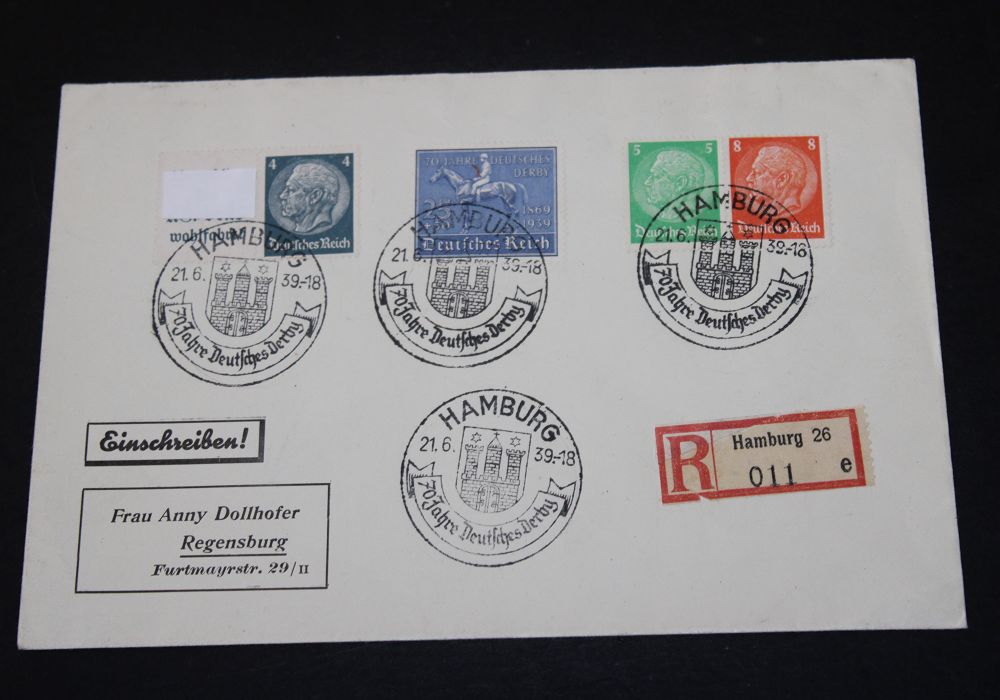 wohlfahrt
4 4
Deutsches Reich
70 JAHRE DEUTSCHES
DERBY
1869
1939
Deutsches Reich
5 5
Deutsches Reich
8 8
Deutsches Reich
HAMBURG
21.6. 39.-18
70 Jahre Deutsches Derby
HAMBURG
21.6. 39.-18
70 Jahre Deutsches Derby
HAMBURG
21.6. 39.-18
70 Jahre Deutsches Derby
HAMBURG
21.6. 39.-18
70 Jahre Deutsches Derby
Einschreiben!
Frau Anny Dollhofer
Regensburg
Furtmayrstr. 29/II
R
Hamburg 26
011 e